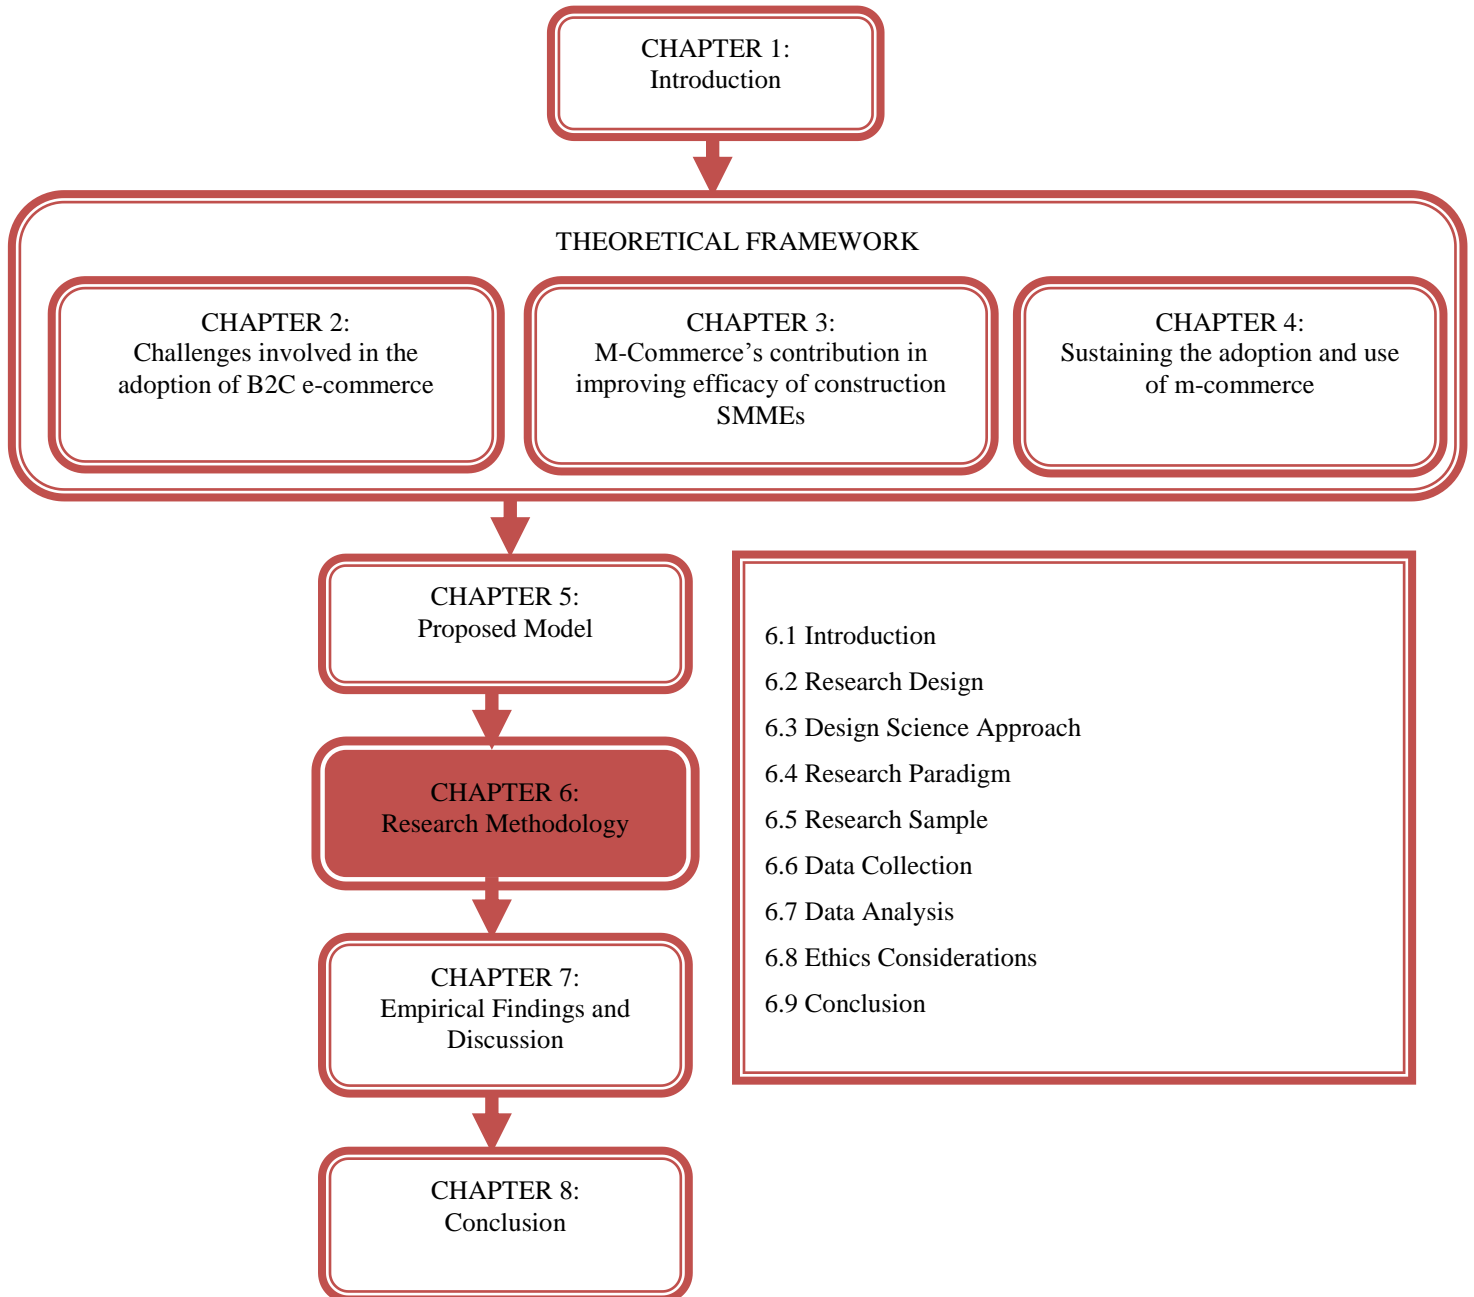 CHAPTER 1:
Introduction
THEORETICAL FRAMEWORK
CHAPTER 2:
Challenges involved in the
adoption of B2C e-commerce
CHAPTER 3:
M-Commerce’s contribution in
improving efficacy of construction
SMMEs
CHAPTER 4:
Sustaining the adoption and use
of m-commerce
CHAPTER 5:
Proposed Model
CHAPTER 6:
Research Methodology
CHAPTER 7:
Empirical Findings and
Discussion
CHAPTER 8:
Conclusion
6.1 Introduction
6.2 Research Design
6.3 Design Science Approach
6.4 Research Paradigm
6.5 Research Sample
6.6 Data Collection
6.7 Data Analysis
6.8 Ethics Considerations
6.9 Conclusion